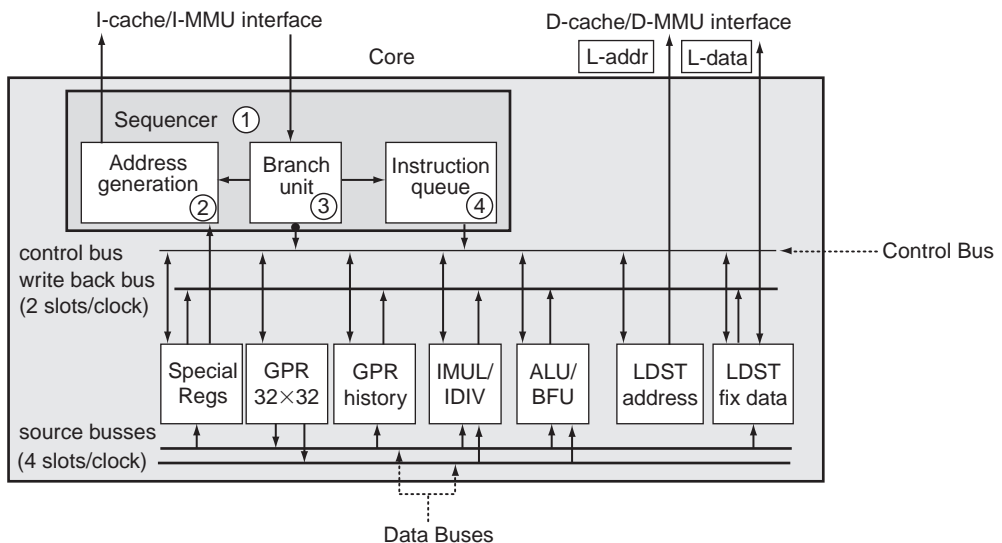 I-cache/I-MMU interface
D-cache/D-MMU interface
Core
L-addr
L-data
Sequencer 1
Address
generation
2
Branch
unit
3
Instruction
queue
4
control bus
write back bus
(2 slots/clock)
Control Bus
Special
Regs
GPR
32×32
GPR
history
IMUL/
IDIV
ALU/
BFU
LDST
address
LDST
fix data
source busses
(4 slots/clock)
Data Buses